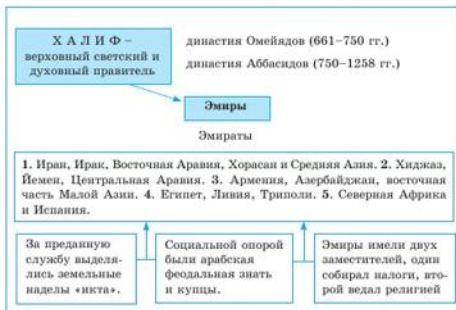 ХАЛИФ –
верховный светский и
духовный правитель
династия Омейядов (661–750 гг.)
династия Аббасидов (750–1258 гг.)
Эмиры
Эмираты
1. Иран, Ирак, Восточная Аравия, Хорасан и Средняя Азия. 2. Хиджаз,
Йемен, Центральная Аравия. 3. Армения, Азербайджан, восточная
часть Малой Азии. 4. Египет, Ливия, Триполи. 5. Северная Африка
и Испания.
За преданную
службу выделя-
лись земельные
наделы «икта».
Социальной опорой
были арабская
феодальная знать
и купцы.
Эмиры имели двух
заместителей, один
собирал налоги, вто-
рой ведал религией